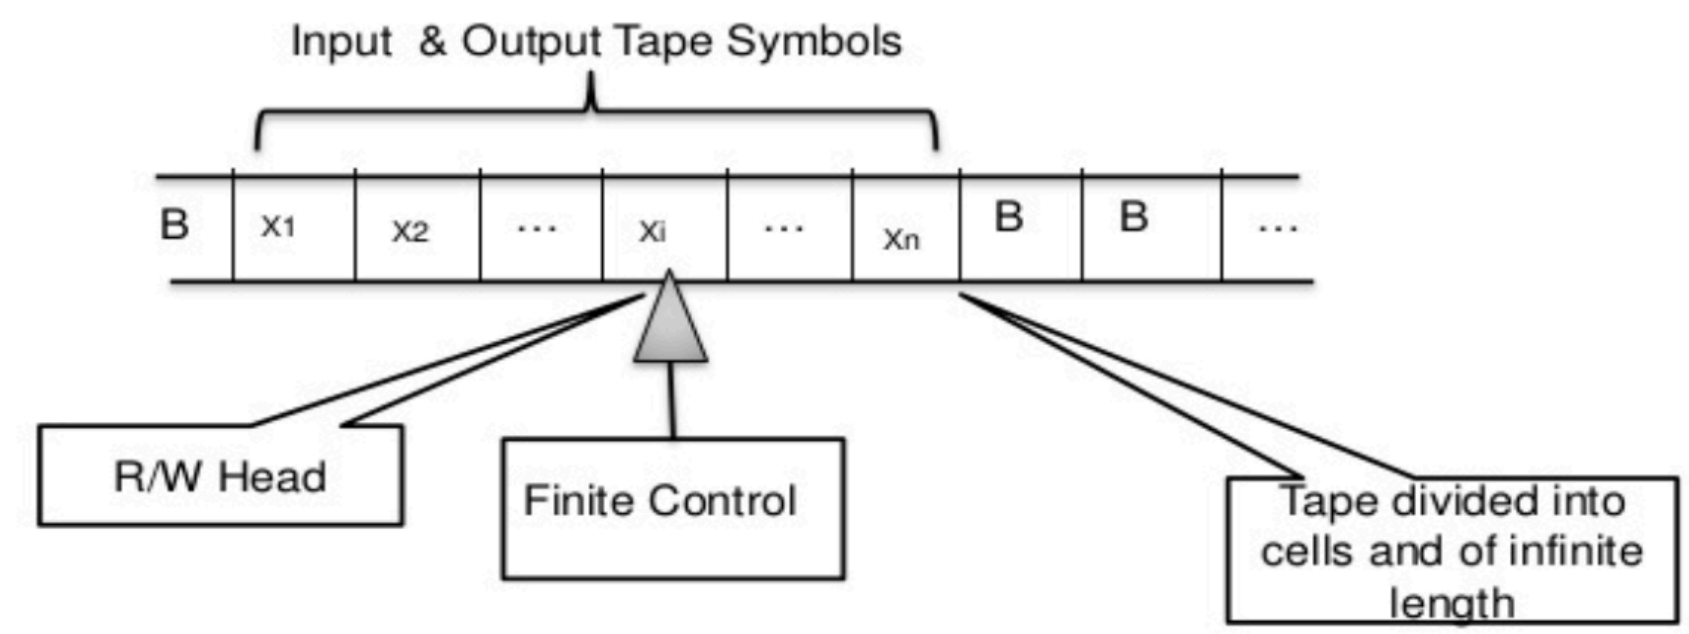 Input & Output Tape Symbols
B X1 X2 ... Xi ... Xn B B ...
R/W Head
Finite Control
Tape divided into
cells and of infinite
length